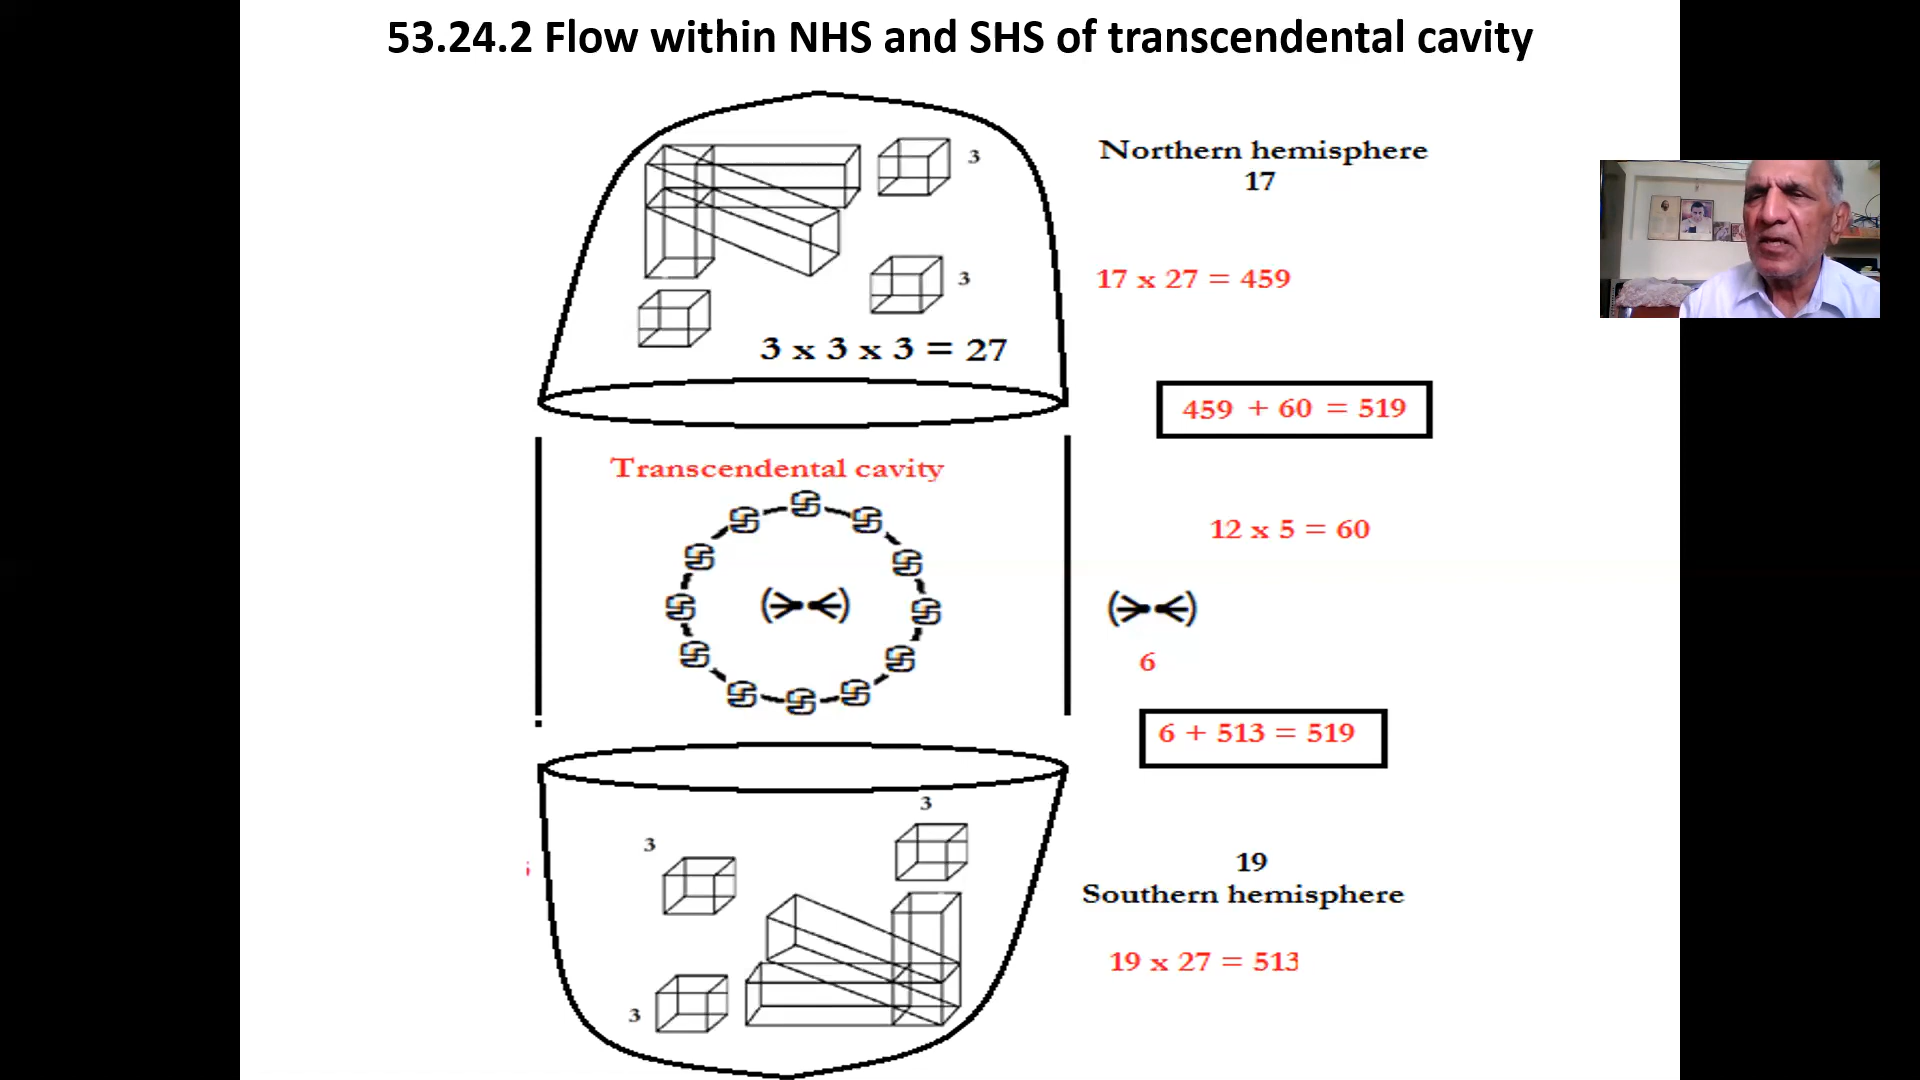 53.24.2 Flow within NHS and SHS of transcendental cavity
3
Northern hemisphere
17
3
17 x 27 = 459
3 x 3 x 3 = 27
459 + 60 = 519
Transcendental cavity
12 x 5 = 60
6
6 + 513 = 519
3
3
19
Southern hemisphere
19 x 27 = 513
3